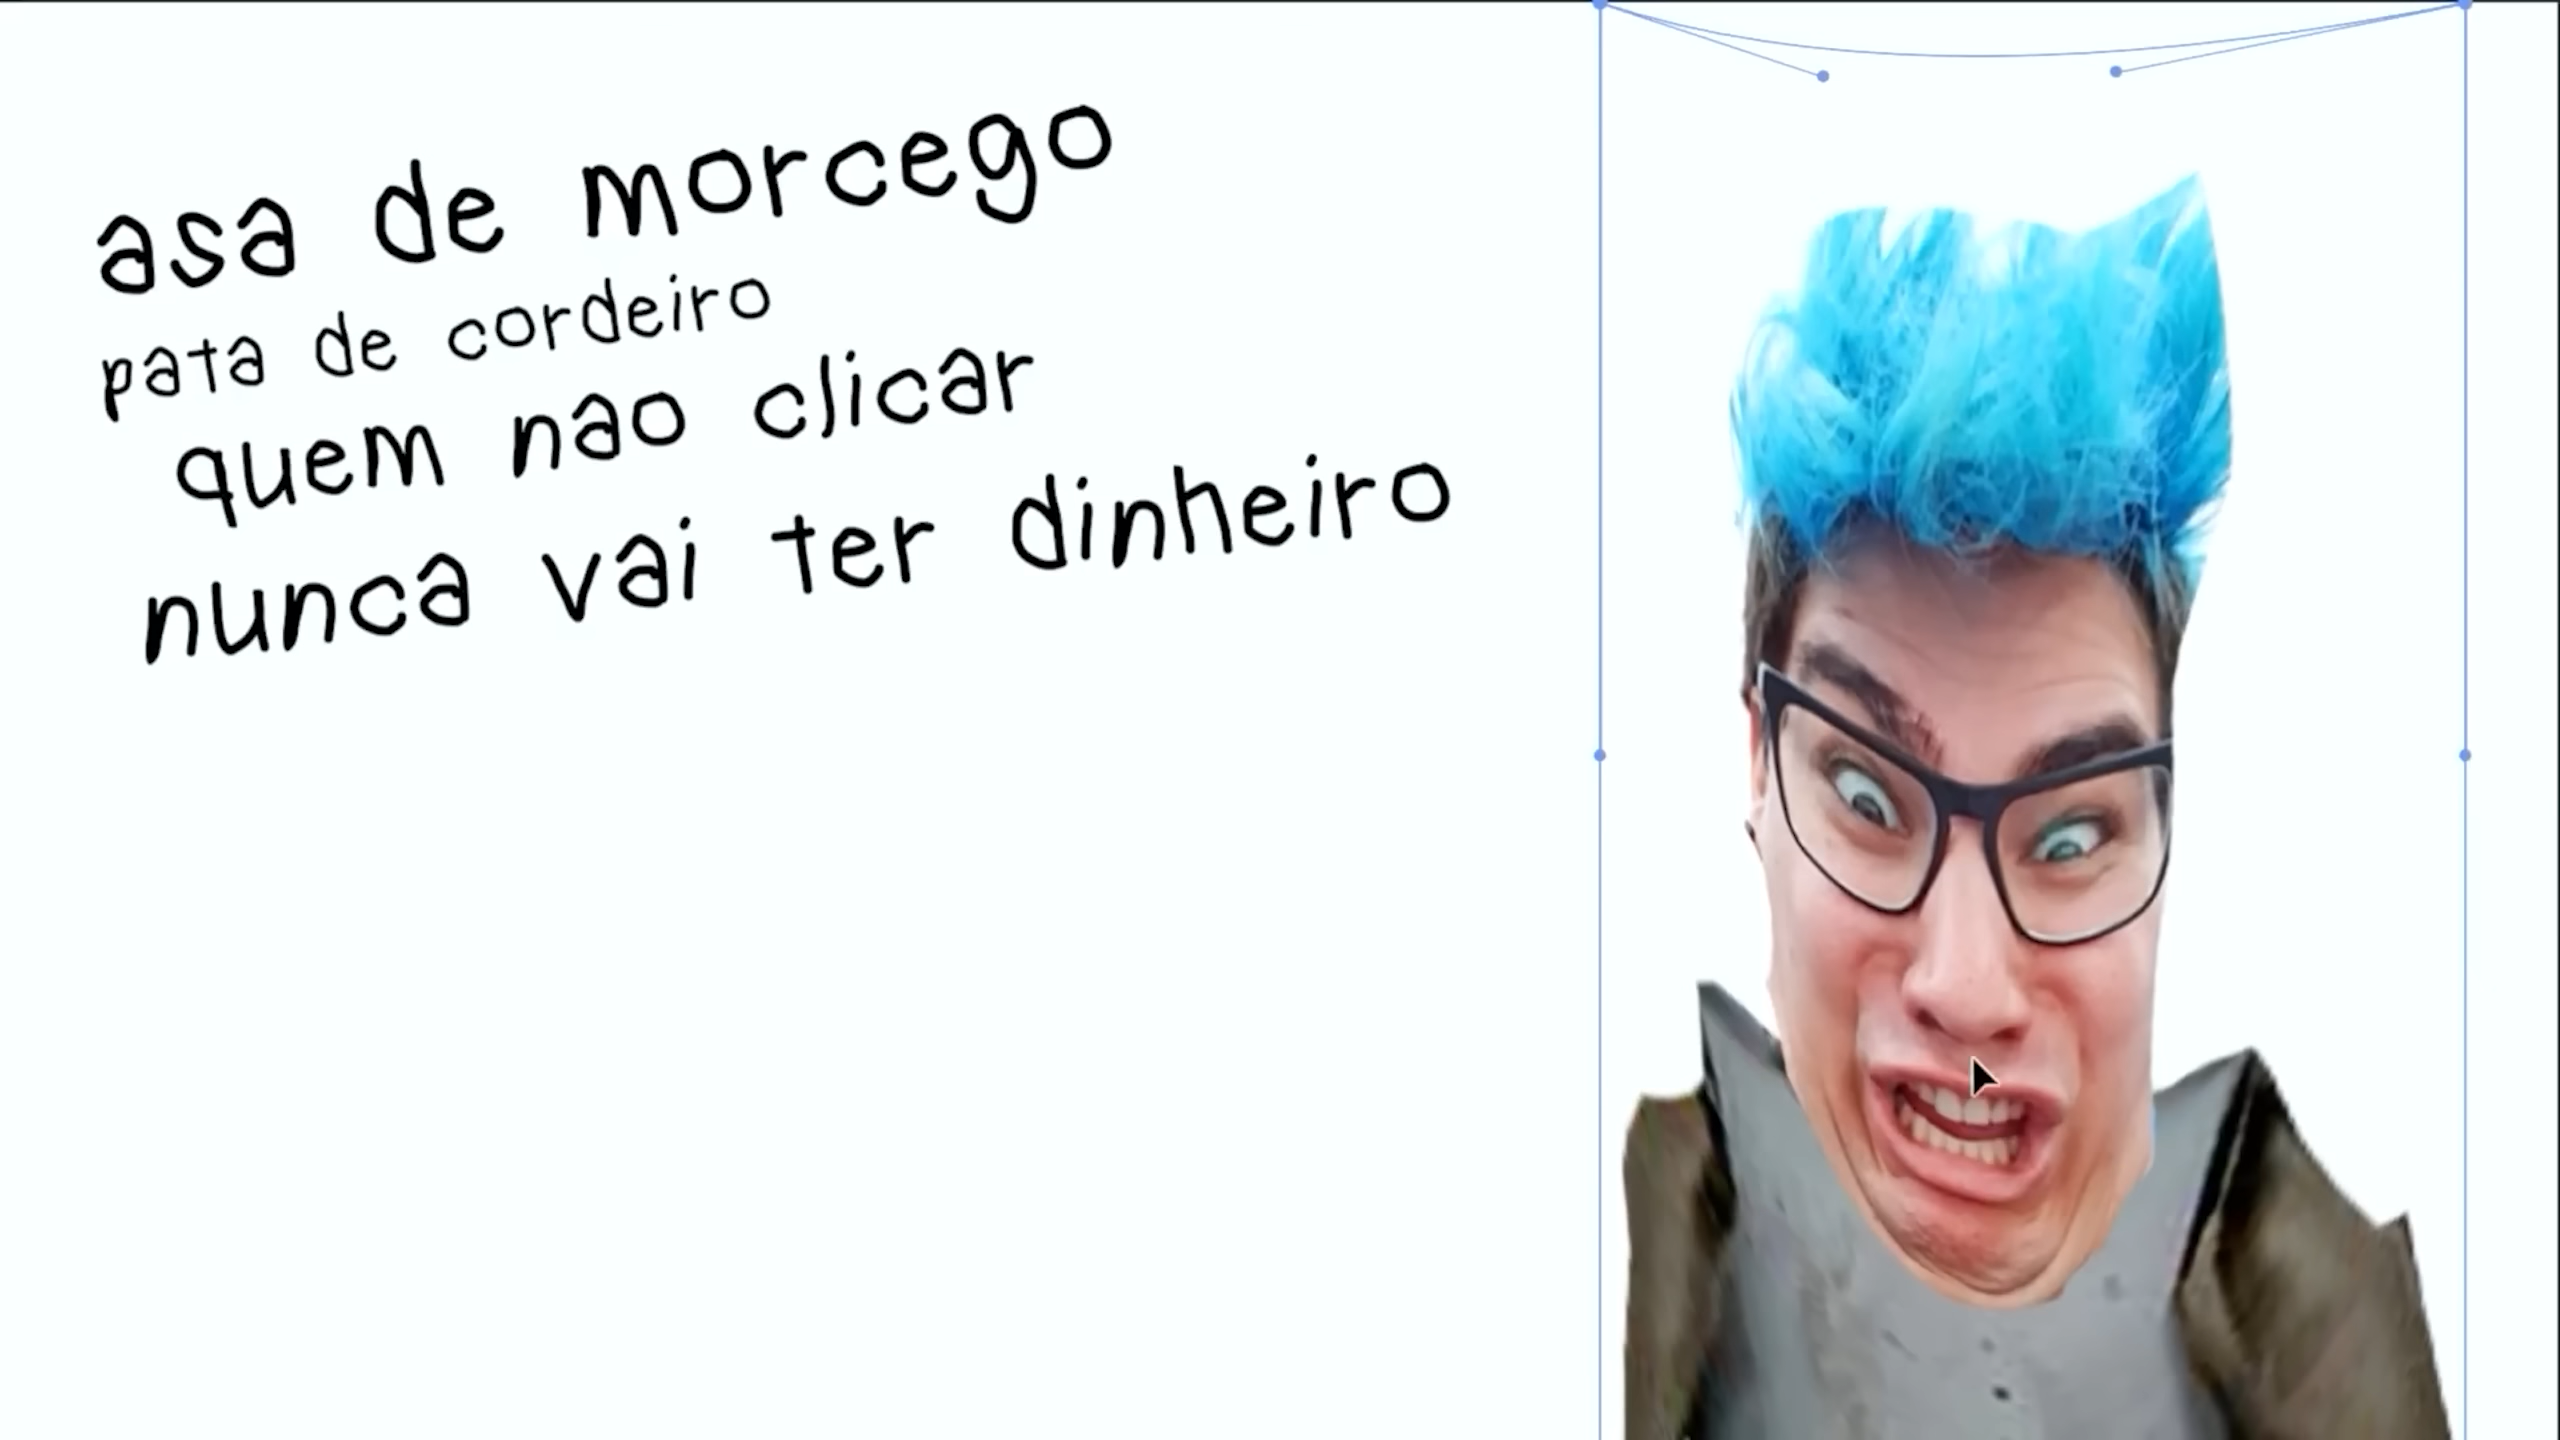 asa de morcego
pata de cordeiro
quem nao clicar
nunca vai ter dinheiro